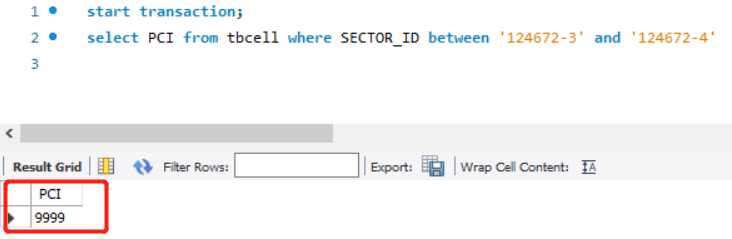 1 start transaction;
2 select PCI from tbcell where SECTOR_ID between '124672-3' and '124672-4'
3
Result Grid Filter Rows: Export: Wrap Cell Content:
PCI
9999